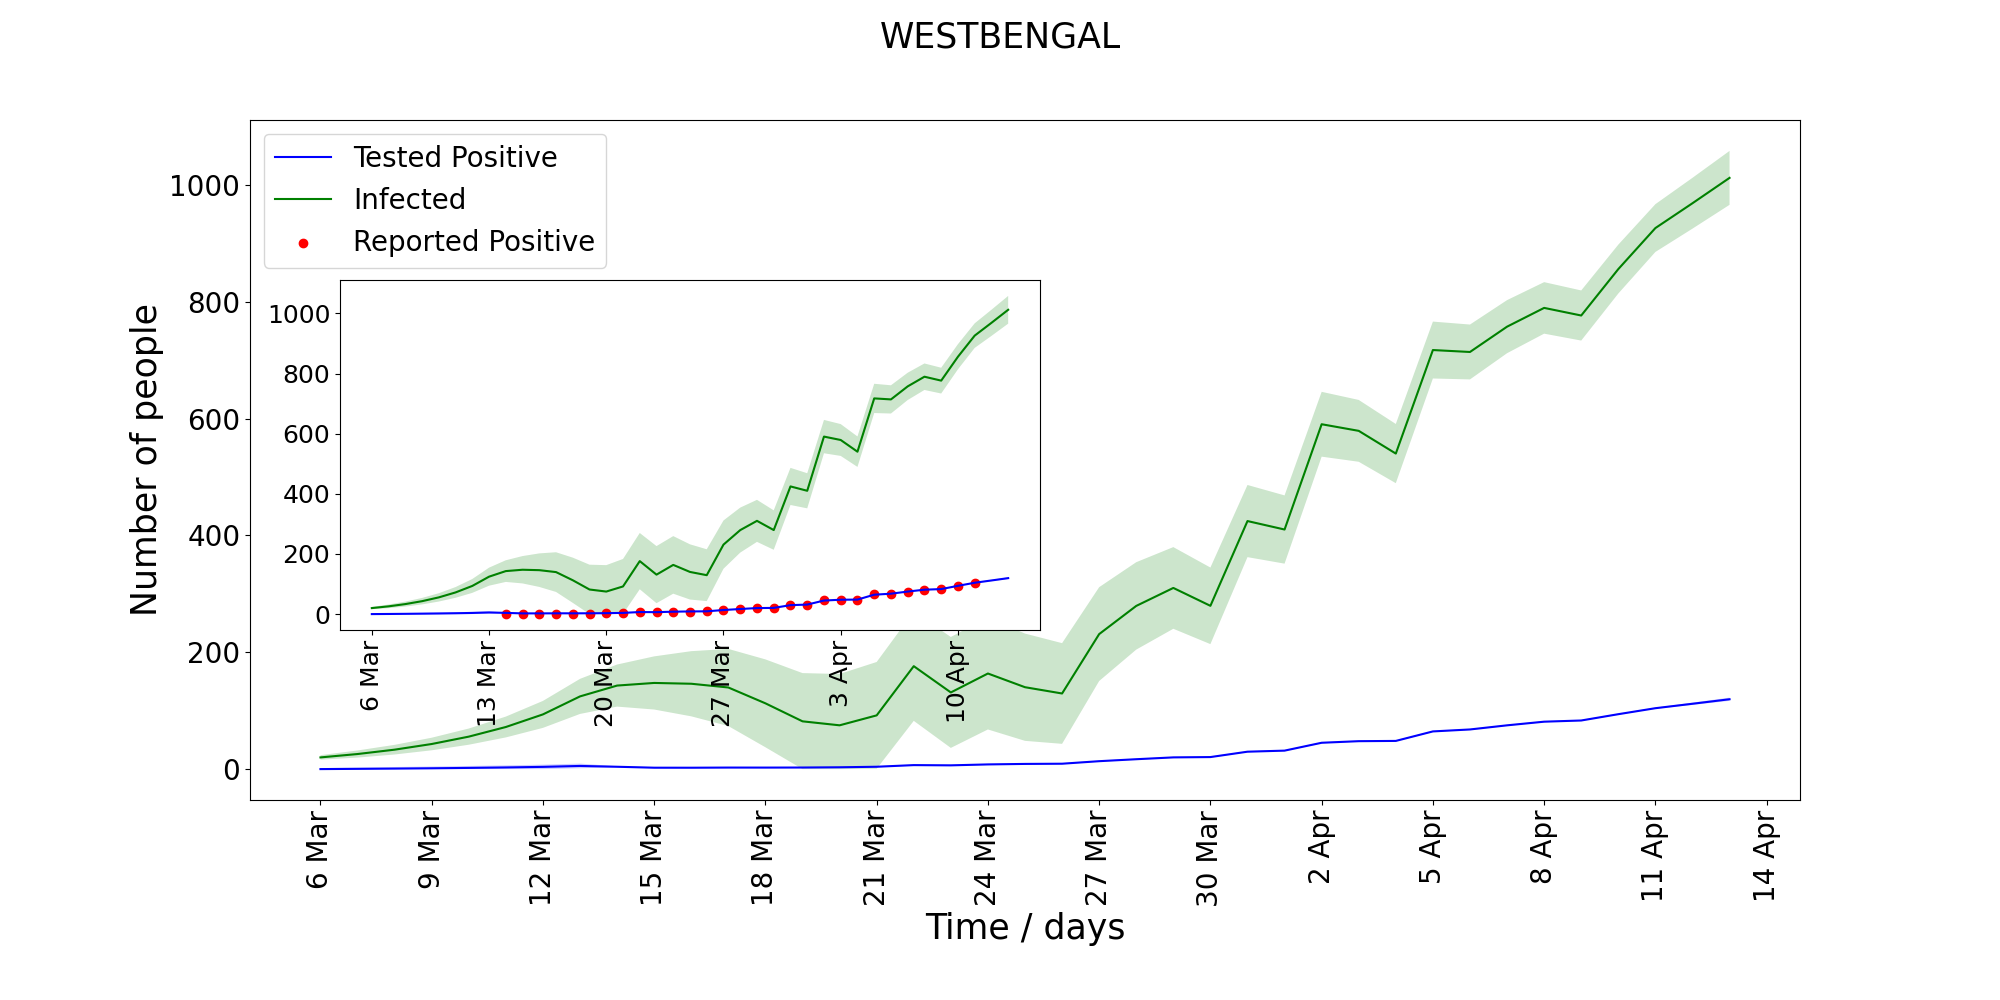 WESTBENGAL
Tested Positive
Infected
Reported Positive
Number of people
1000
800
600
400
200
0
1000
800
600
400
200
0
6 Mar
13 Mar
20 Mar
27 Mar
3 Apr
10 Apr
6 Mar
9 Mar
12 Mar
15 Mar
18 Mar
21 Mar
24 Mar
27 Mar
30 Mar
2 Apr
5 Apr
8 Apr
11 Apr
14 Apr
Time / days